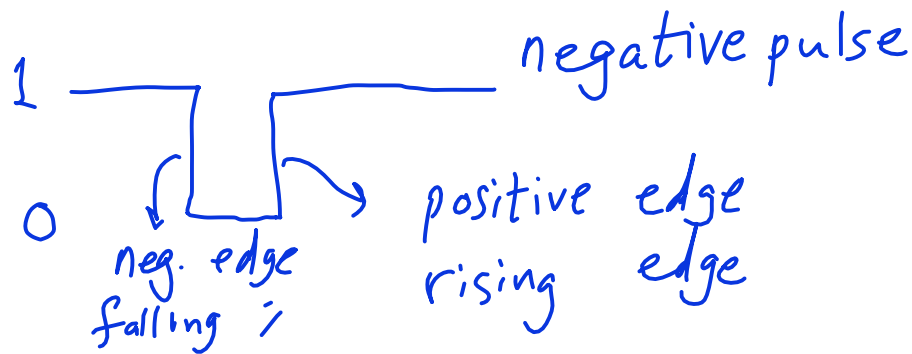 negative pulse
1
0
positive edge
rising edge
neg. edge
falling 〃